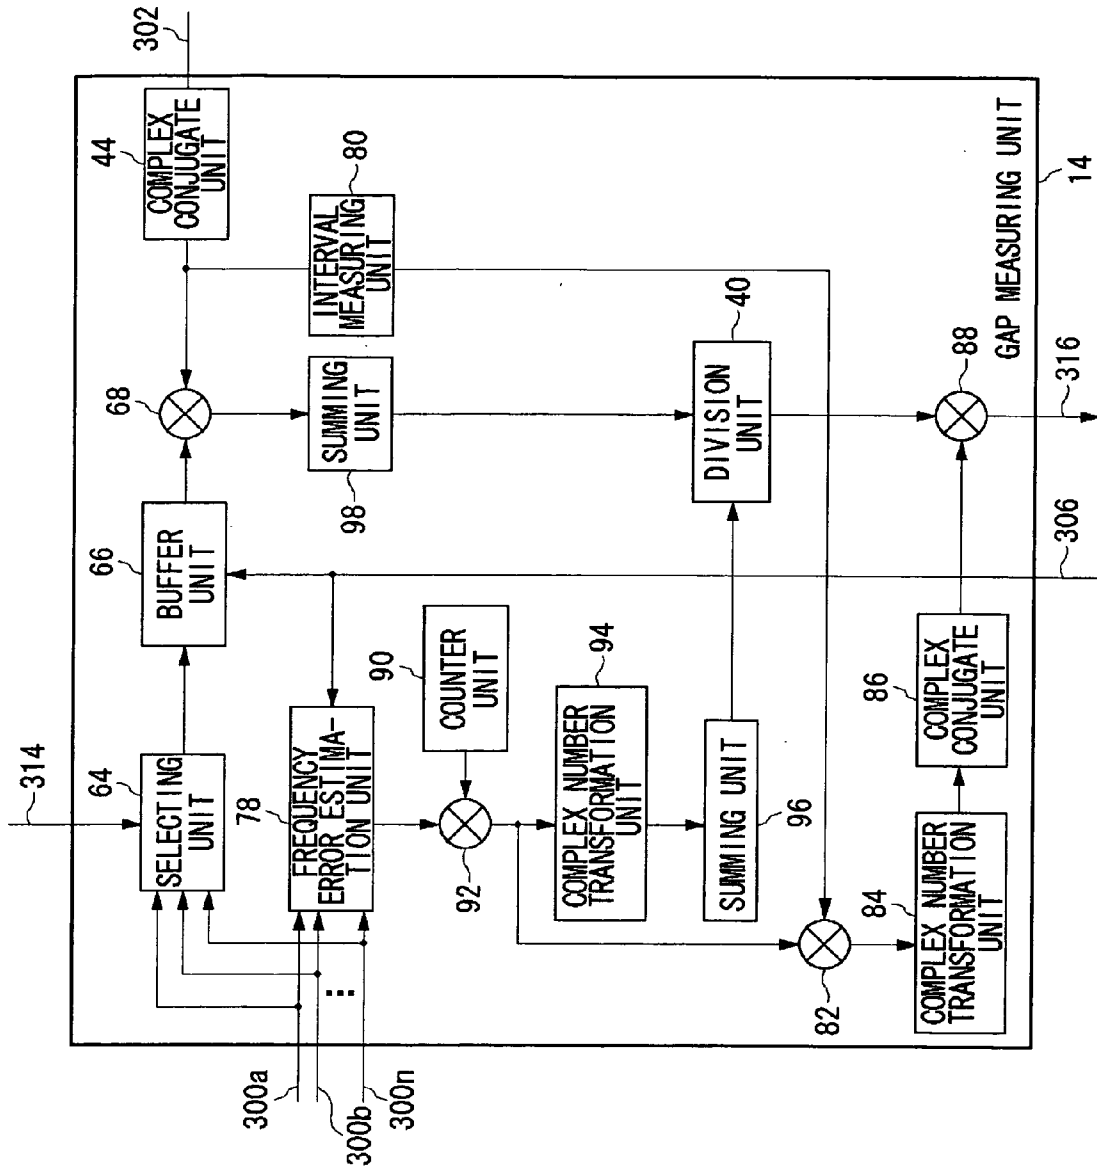 302
44
COMPLEX
CONJUGATE
UNIT
80
INTERVAL
MEASURING
UNIT
40
DIVISION
UNIT
88
GAP MEASURING UNIT
14
316
68
SUMMING
UNIT
98
66
BUFFER
UNIT
90
COUNTER
UNIT
94
COMPLEX NUMBER
TRANSFORMATION
UNIT
306
86
COMPLEX
CONJUGATE
UNIT
314
64
SELECTING
UNIT
78
FREQUENCY
ERROR ESTIMA-
TION UNIT
92
SUMMING UNIT
96
82
84
COMPLEX NUMBER
TRANSFORMATION
UNIT
...
300a
300b
300n